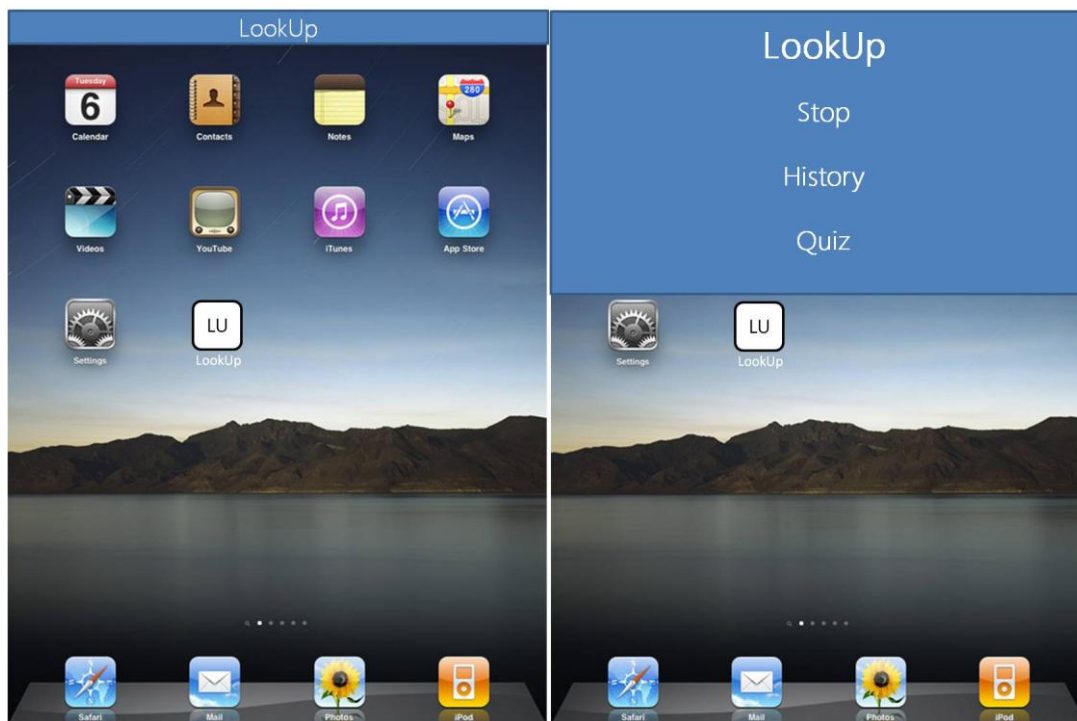 LookUp
Tuesday
6
280
Calendar
Contacts
Notes
Maps
Videos
YouTube
iTunes
App Store
LU
Settings
LookUp
Safari
Mail
Photos
iPod
LookUp
Stop
History
Quiz
LU
Settings
LookUp
Safari
Mail
Photos
iPod